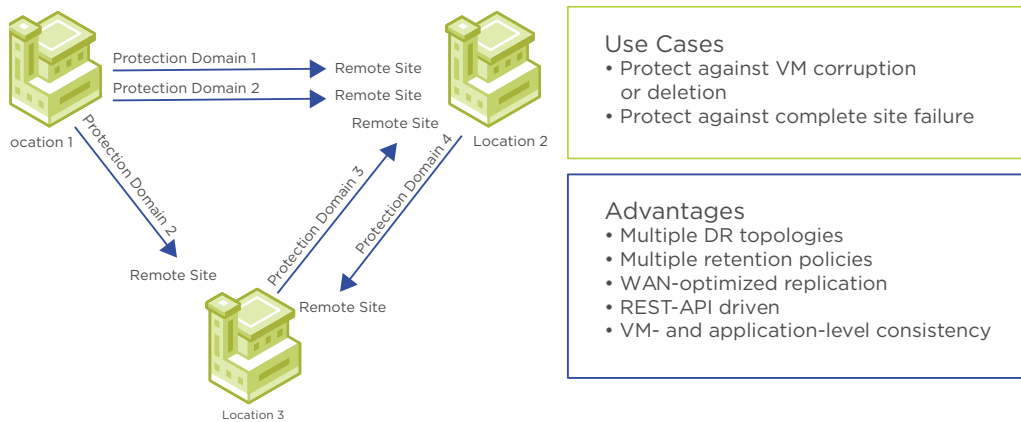 Protection Domain 1
Remote Site
Protection Domain 2
Remote Site
Remote Site
ocation 1
Location 2
Protection Domain 2
Protection Domain 3
Protection Domain 4
Remote Site
Remote Site
Location 3
Use Cases
• Protect against VM corruption
or deletion
• Protect against complete site failure
Advantages
• Multiple DR topologies
• Multiple retention policies
• WAN-optimized replication
• REST-API driven
• VM- and application-level consistency